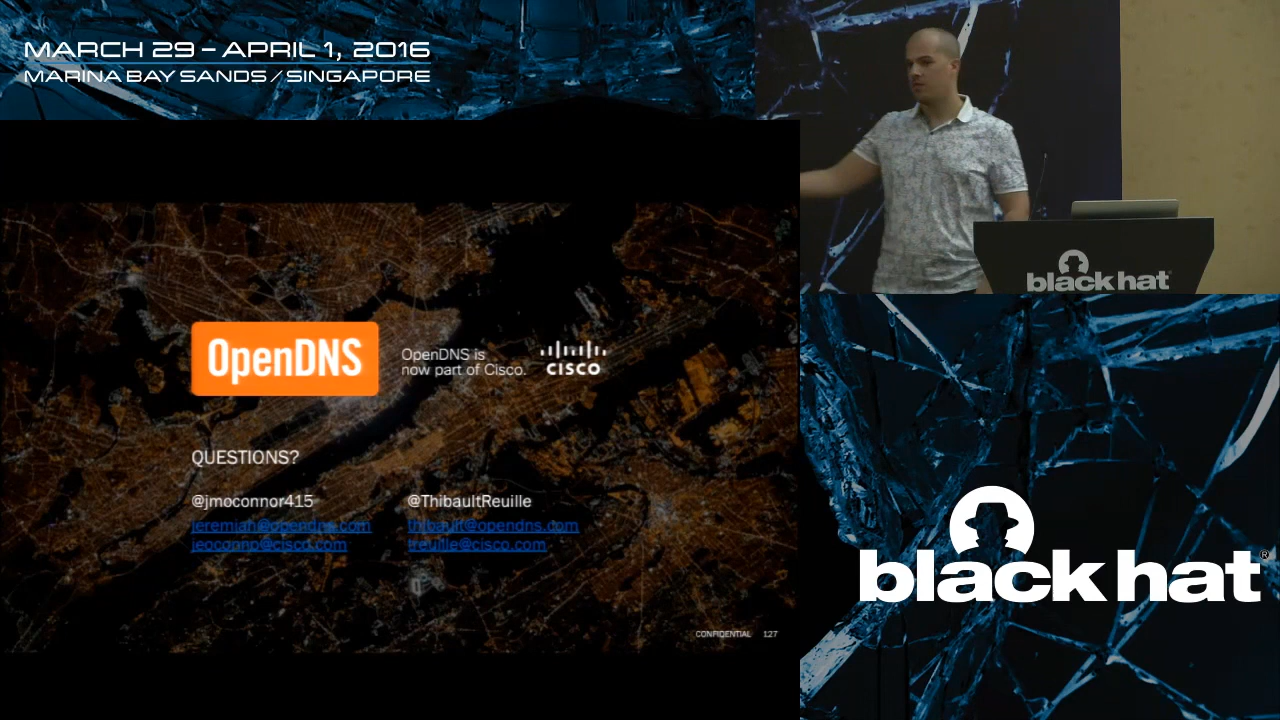 MARCH 29 – APRIL 1, 2016
MARINA BAY SANDS / SINGAPORE
black hat
OpenDNS
OpenDNS is
now part of Cisco.
CISCO
QUESTIONS?
@jmoconnor415
@ThibaultReuille
jeremiah@opendns.com
thibault@opendns.com
jeoconno@cisco.com
treuille@cisco.com
CONFIDENTIAL 127
black hat®